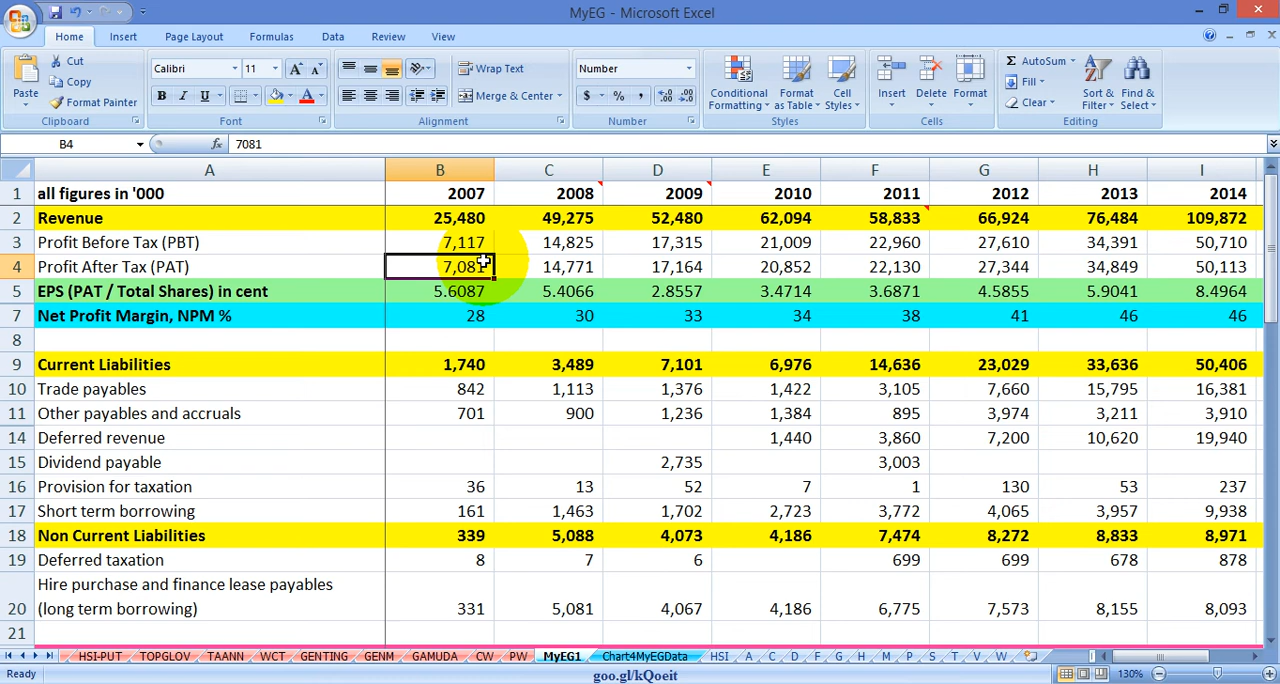 MyEG - Microsoft Excel
Home Insert Page Layout Formulas Data Review View
Paste Cut Copy Format Painter Clipboard
Calibri 11 A A B I U A Font
Wrap Text Merge & Center Alignment
Number $ % , Number
Conditional Formatting Format as Table Cell Styles Styles
Insert Delete Format Cells
Σ AutoSum Fill Clear Sort & Filter Find & Select Editing
B4 fx 7081
A B C D E F G H I
1 all figures in '000 2007 2008 2009 2010 2011 2012 2013 2014
2 Revenue 25,480 49,275 52,480 62,094 58,833 66,924 76,484 109,872
3 Profit Before Tax (PBT) 7,117 14,825 17,315 21,009 22,960 27,610 34,391 50,710
4 Profit After Tax (PAT) 7,081 14,771 17,164 20,852 22,130 27,344 34,849 50,113
5 EPS (PAT / Total Shares) in cent 5.6087 5.4066 2.8557 3.4714 3.6871 4.5855 5.9041 8.4964
7 Net Profit Margin, NPM % 28 30 33 34 38 41 46 46
8
9 Current Liabilities 1,740 3,489 7,101 6,976 14,636 23,029 33,636 50,406
10 Trade payables 842 1,113 1,376 1,422 3,105 7,660 15,795 16,381
11 Other payables and accruals 701 900 1,236 1,384 895 3,974 3,211 3,910
14 Deferred revenue 1,440 3,860 7,200 10,620 19,940
15 Dividend payable 2,735 3,003
16 Provision for taxation 36 13 52 7 1 130 53 237
17 Short term borrowing 161 1,463 1,702 2,723 3,772 4,065 3,957 9,938
18 Non Current Liabilities 339 5,088 4,073 4,186 7,474 8,272 8,833 8,971
19 Deferred taxation 8 7 6 699 699 678 878
Hire purchase and finance lease payables
20 (long term borrowing) 331 5,081 4,067 4,186 6,775 7,573 8,155 8,093
21
HSI-PUT TOPGLOV TAANN WCT GENTING GENM GAMUDA CW PW MyEG1 Chart4MyEGData HSI A C D F G H M P S T V W
Ready goo.gl/kQoeit 130%